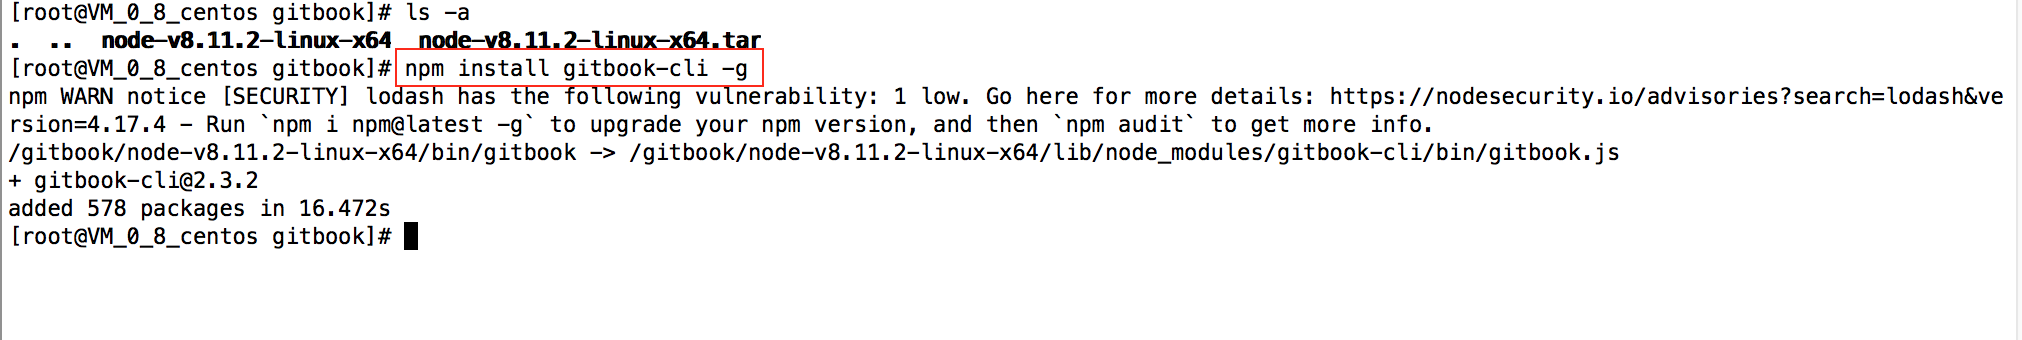 [root@VM_0_8_centos gitbook]# ls -a
.  ..  node-v8.11.2-linux-x64  node-v8.11.2-linux-x64.tar
[root@VM_0_8_centos gitbook]# npm install gitbook-cli -g
npm WARN notice [SECURITY] lodash has the following vulnerability: 1 low. Go here for more details: https://nodesecurity.io/advisories?search=lodash&ve
rsion=4.17.4 - Run `npm i npm@latest -g` to upgrade your npm version, and then `npm audit` to get more info.
/gitbook/node-v8.11.2-linux-x64/bin/gitbook -> /gitbook/node-v8.11.2-linux-x64/lib/node_modules/gitbook-cli/bin/gitbook.js
+ gitbook-cli@2.3.2
added 578 packages in 16.472s
[root@VM_0_8_centos gitbook]#